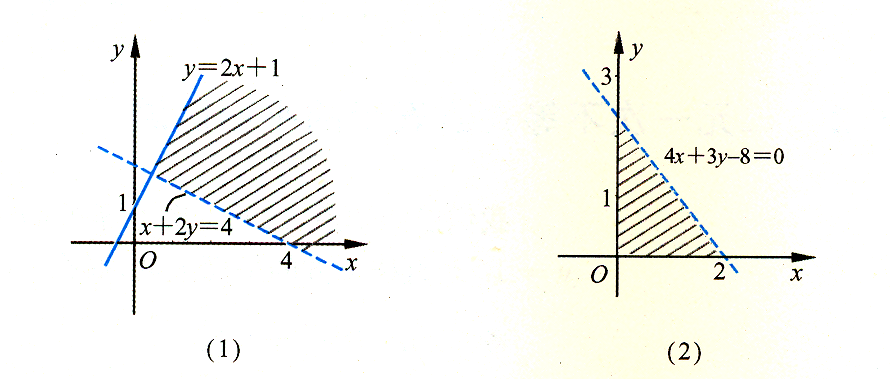 y
y=2x+1
1
x+2y=4
O
4
x
(1)
y
3
4x+3y–8=0
1
O
2
x
(2)